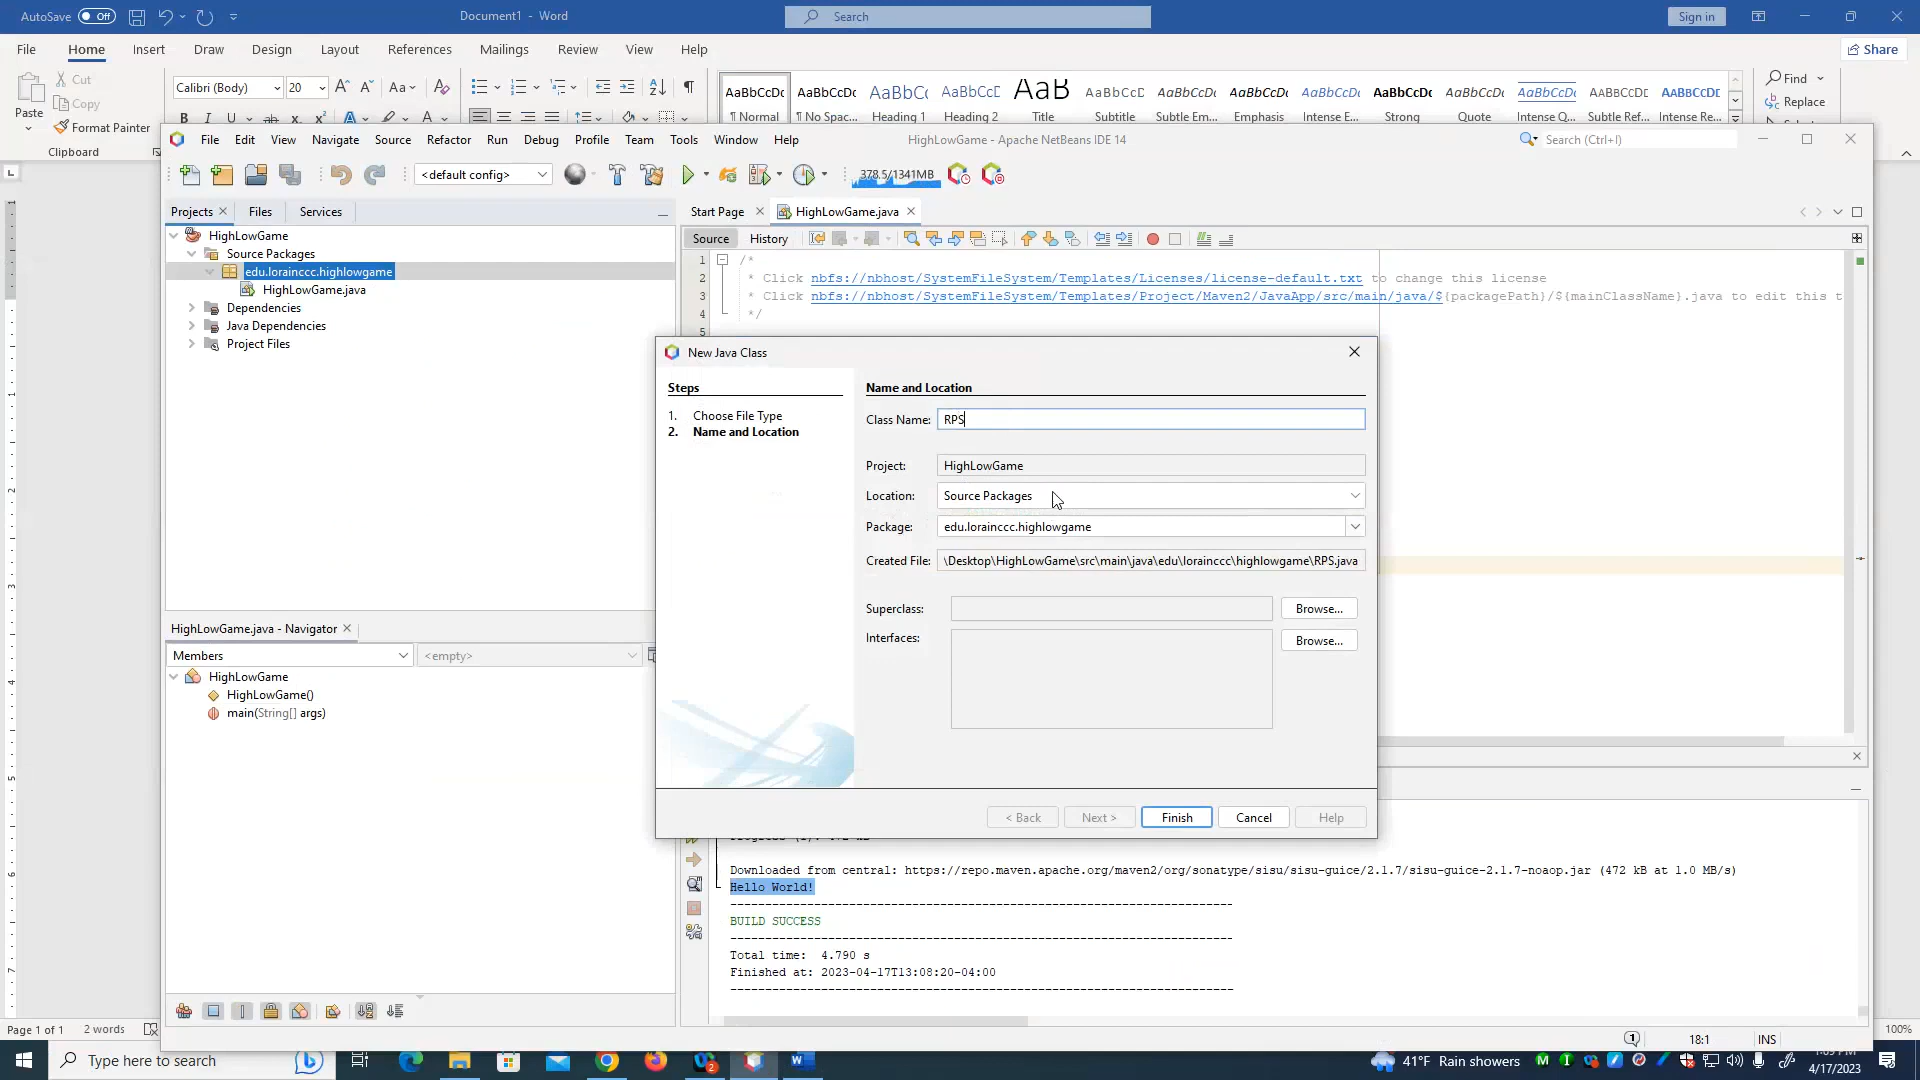 AutoSave Off
Document1 - Word
Search
Sign in
File Home Insert Draw Design Layout References Mailings Review View Help
Share
Paste
Cut
Copy
Format Painter
Clipboard
Calibri (Body) 20
AaBbCcDc AaBbCcDc AaBbCc AaBbCcD AaB AaBbCcD AaBbCcDc AaBbCcDc AaBbCcDc AaBbCcDc AaBbCcDc AaBbCcDc AABBCCDE AABBCCDE
¶ Normal ¶ No Spac... Heading 1 Heading 2 Title Subtitle Subtle Em... Emphasis Intense E... Strong Quote Intense Q... Subtle Ref... Intense Re...
Find
Replace
File Edit View Navigate Source Refactor Run Debug Profile Team Tools Window Help
HighLowGame - Apache NetBeans IDE 14
Search (Ctrl+I)
<default config>
378.5/1341MB
Projects Files Services
Start Page HighLowGame.java
HighLowGame
Source Packages
edu.lorainccc.highlowgame
HighLowGame.java
Dependencies
Java Dependencies
Project Files
Source History
1 /*
2 * Click nbfs://nbhost/SystemFileSystem/Templates/Licenses/license-default.txt to change this license
3 * Click nbfs://nbhost/SystemFileSystem/Templates/Project/Maven2/JavaApp/src/main/java/${packagePath}/${mainClassName}.java to edit this t
4 */
5
New Java Class
Steps
1. Choose File Type
2. Name and Location
Name and Location
Class Name: RPS
Project: HighLowGame
Location: Source Packages
Package: edu.lorainccc.highlowgame
Created File: \Desktop\HighLowGame\src\main\java\edu\lorainccc\highlowgame\RPS.java
Superclass: Browse...
Interfaces: Browse...
< Back Next > Finish Cancel Help
HighLowGame.java - Navigator
Members <empty>
HighLowGame
HighLowGame()
main(String[] args)
Downloaded from central: https://repo.maven.apache.org/maven2/org/sonatype/sisu/sisu-guice/2.1.7/sisu-guice-2.1.7-noaop.jar (472 kB at 1.0 MB/s)
Hello World!
------------------------------------------------------------------------
BUILD SUCCESS
------------------------------------------------------------------------
Total time: 4.790 s
Finished at: 2023-04-17T13:08:20-04:00
------------------------------------------------------------------------
18:1 INS
Page 1 of 1 2 words
100%
Type here to search
41°F Rain showers
4/17/2023